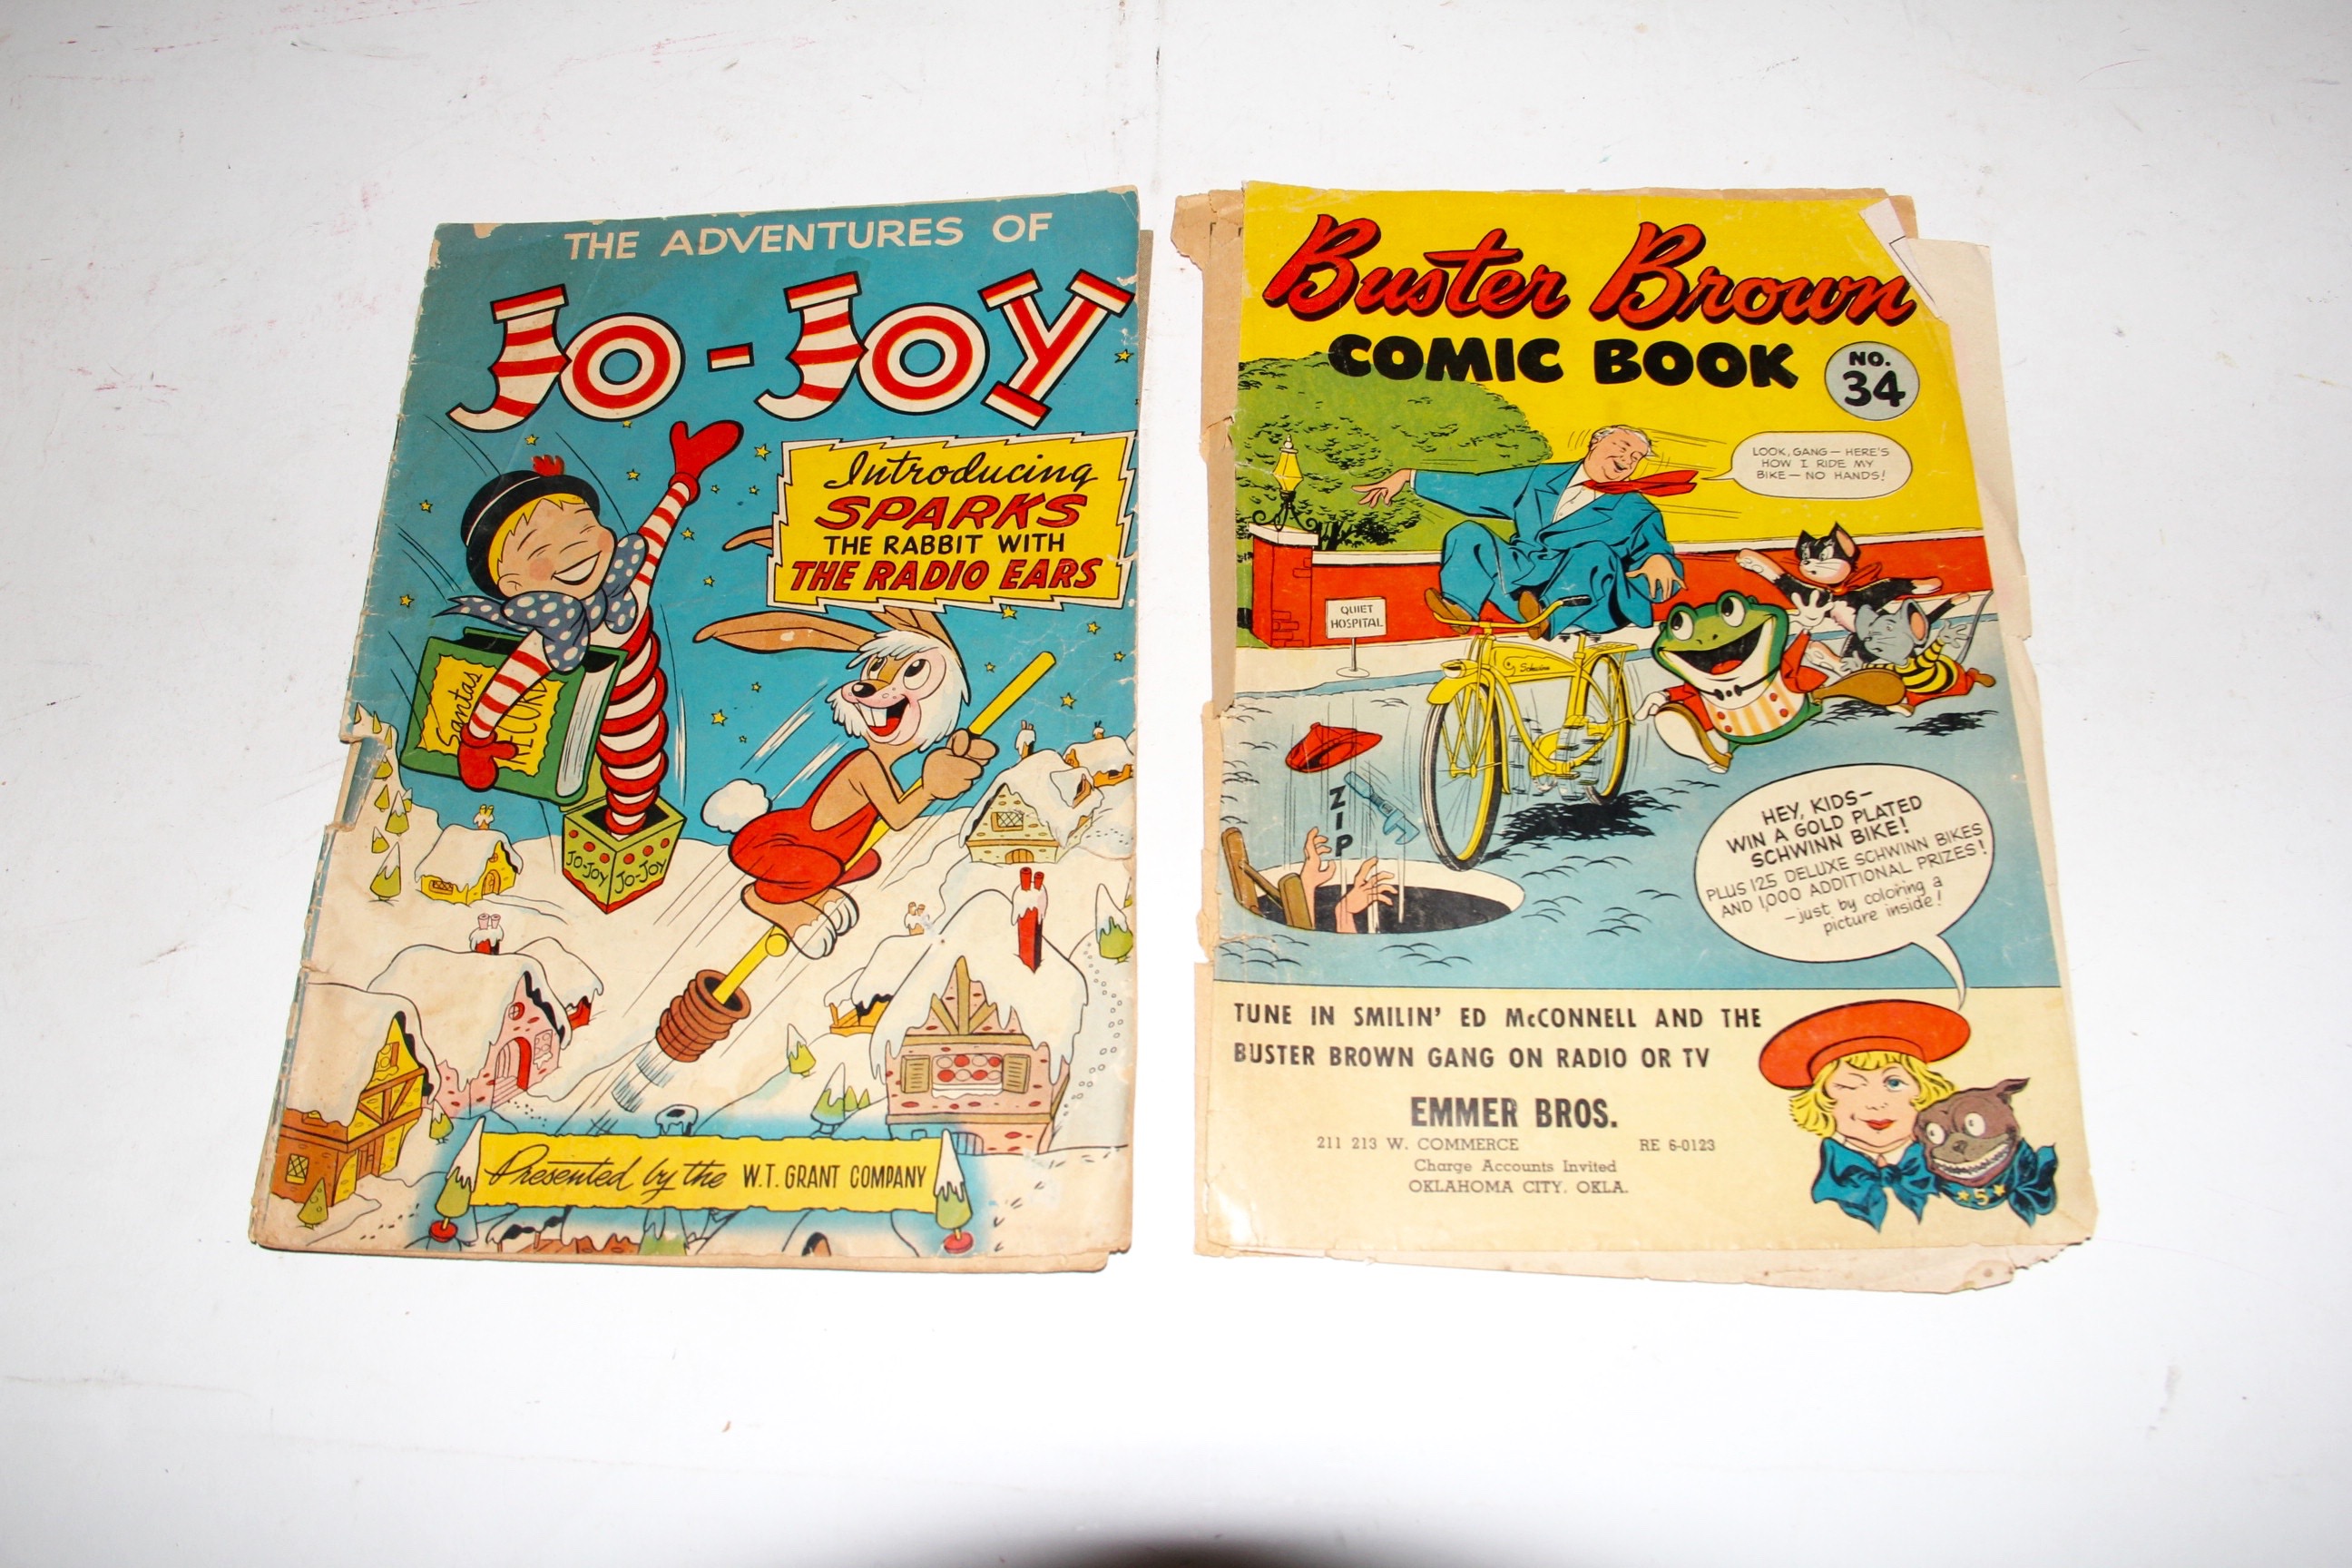 THE ADVENTURES OF
JO-JOY
Introducing
SPARKS
THE RABBIT WITH
THE RADIO EARS
Santas
RECORD
JO-JOY JO-JOY
Presented by the W.T. GRANT COMPANY
Buster Brown
COMIC BOOK
NO.
34
LOOK, GANG — HERE'S
HOW I RIDE MY
BIKE — NO HANDS!
QUIET
HOSPITAL
Schwinn
ZIP
HEY, KIDS —
WIN A GOLD PLATED
SCHWINN BIKE!
PLUS 125 DELUXE SCHWINN BIKES
AND 1,000 ADDITIONAL PRIZES!
—just by coloring a
picture inside!
TUNE IN SMILIN' ED McCONNELL AND THE
BUSTER BROWN GANG ON RADIO OR TV
EMMER BROS.
211 213 W. COMMERCE RE 6-0123
Charge Accounts Invited
OKLAHOMA CITY, OKLA.
5